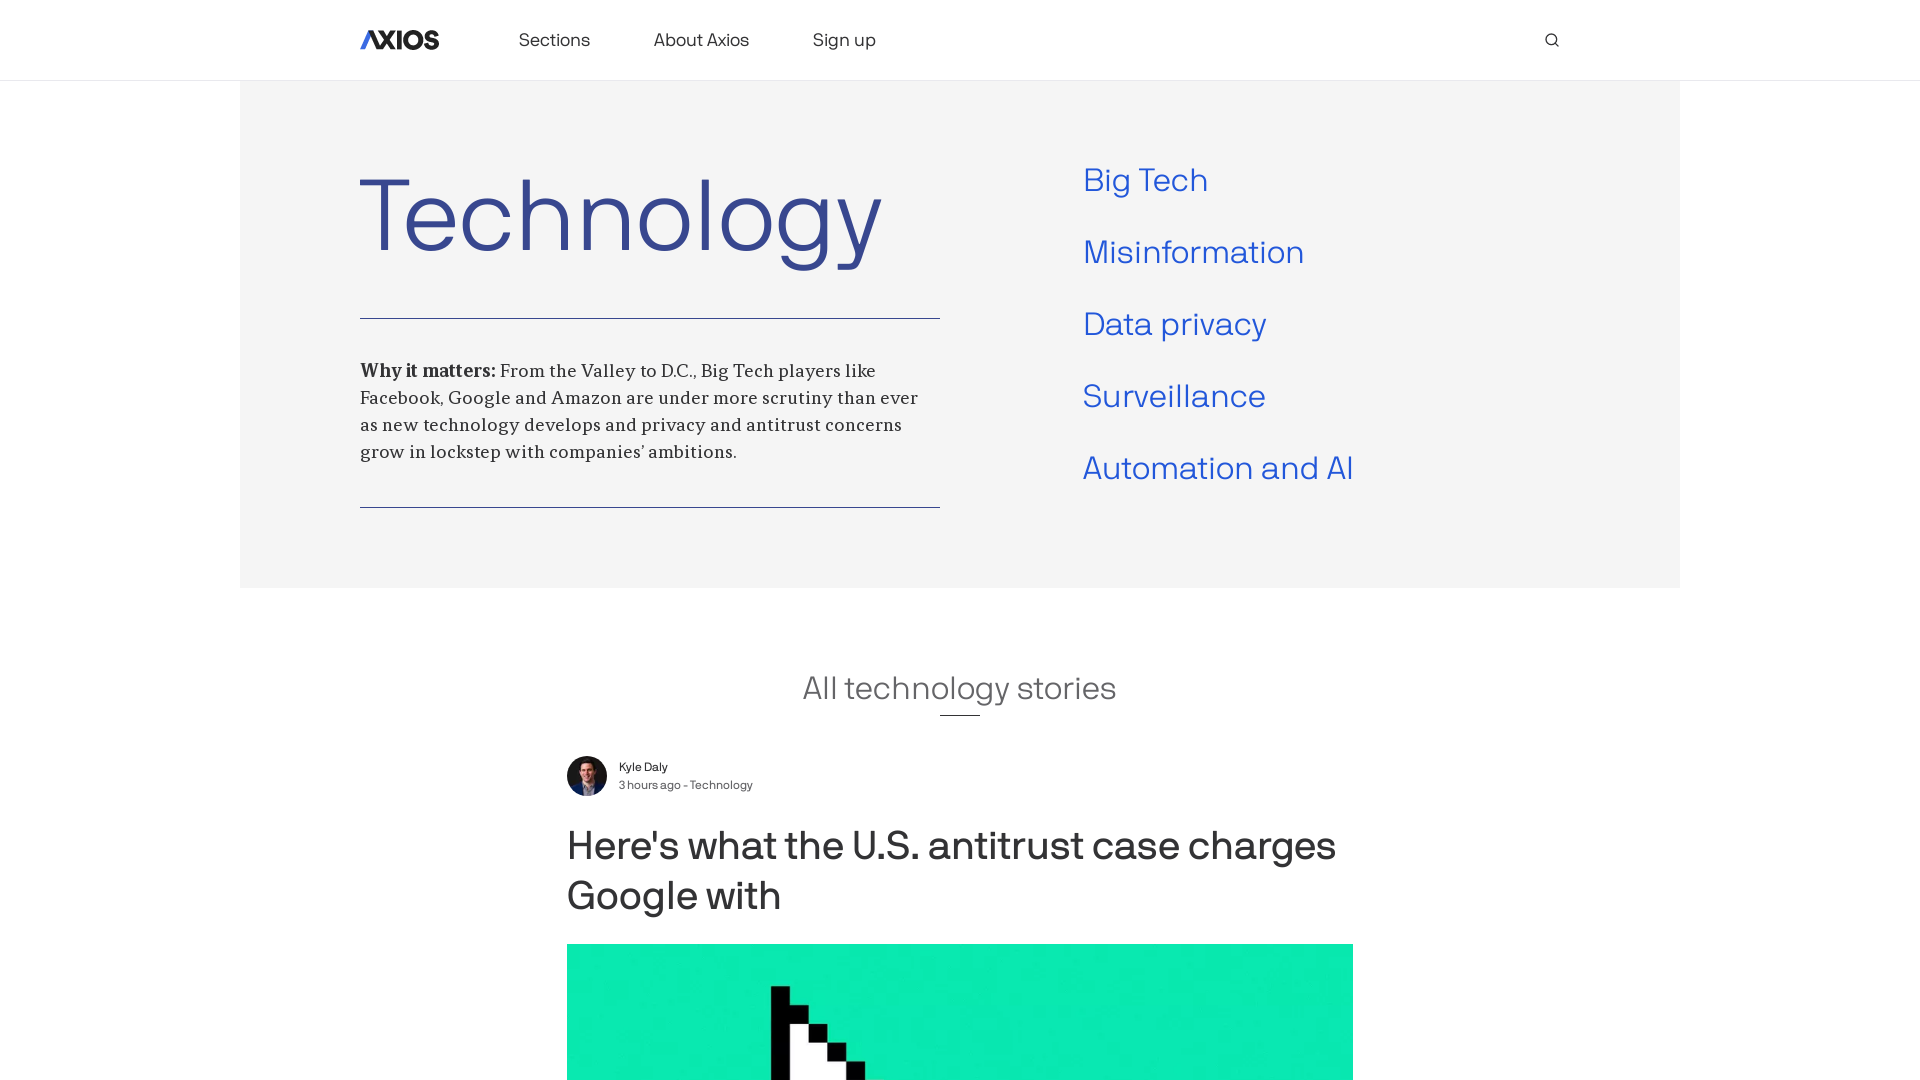 AXIOS
Sections
About Axios
Sign up
Technology
Why it matters: From the Valley to D.C., Big Tech players like
Facebook, Google and Amazon are under more scrutiny than ever
as new technology develops and privacy and antitrust concerns
grow in lockstep with companies’ ambitions.
Big Tech
Misinformation
Data privacy
Surveillance
Automation and AI
All technology stories
Kyle Daly
3 hours ago - Technology
Here's what the U.S. antitrust case charges
Google with